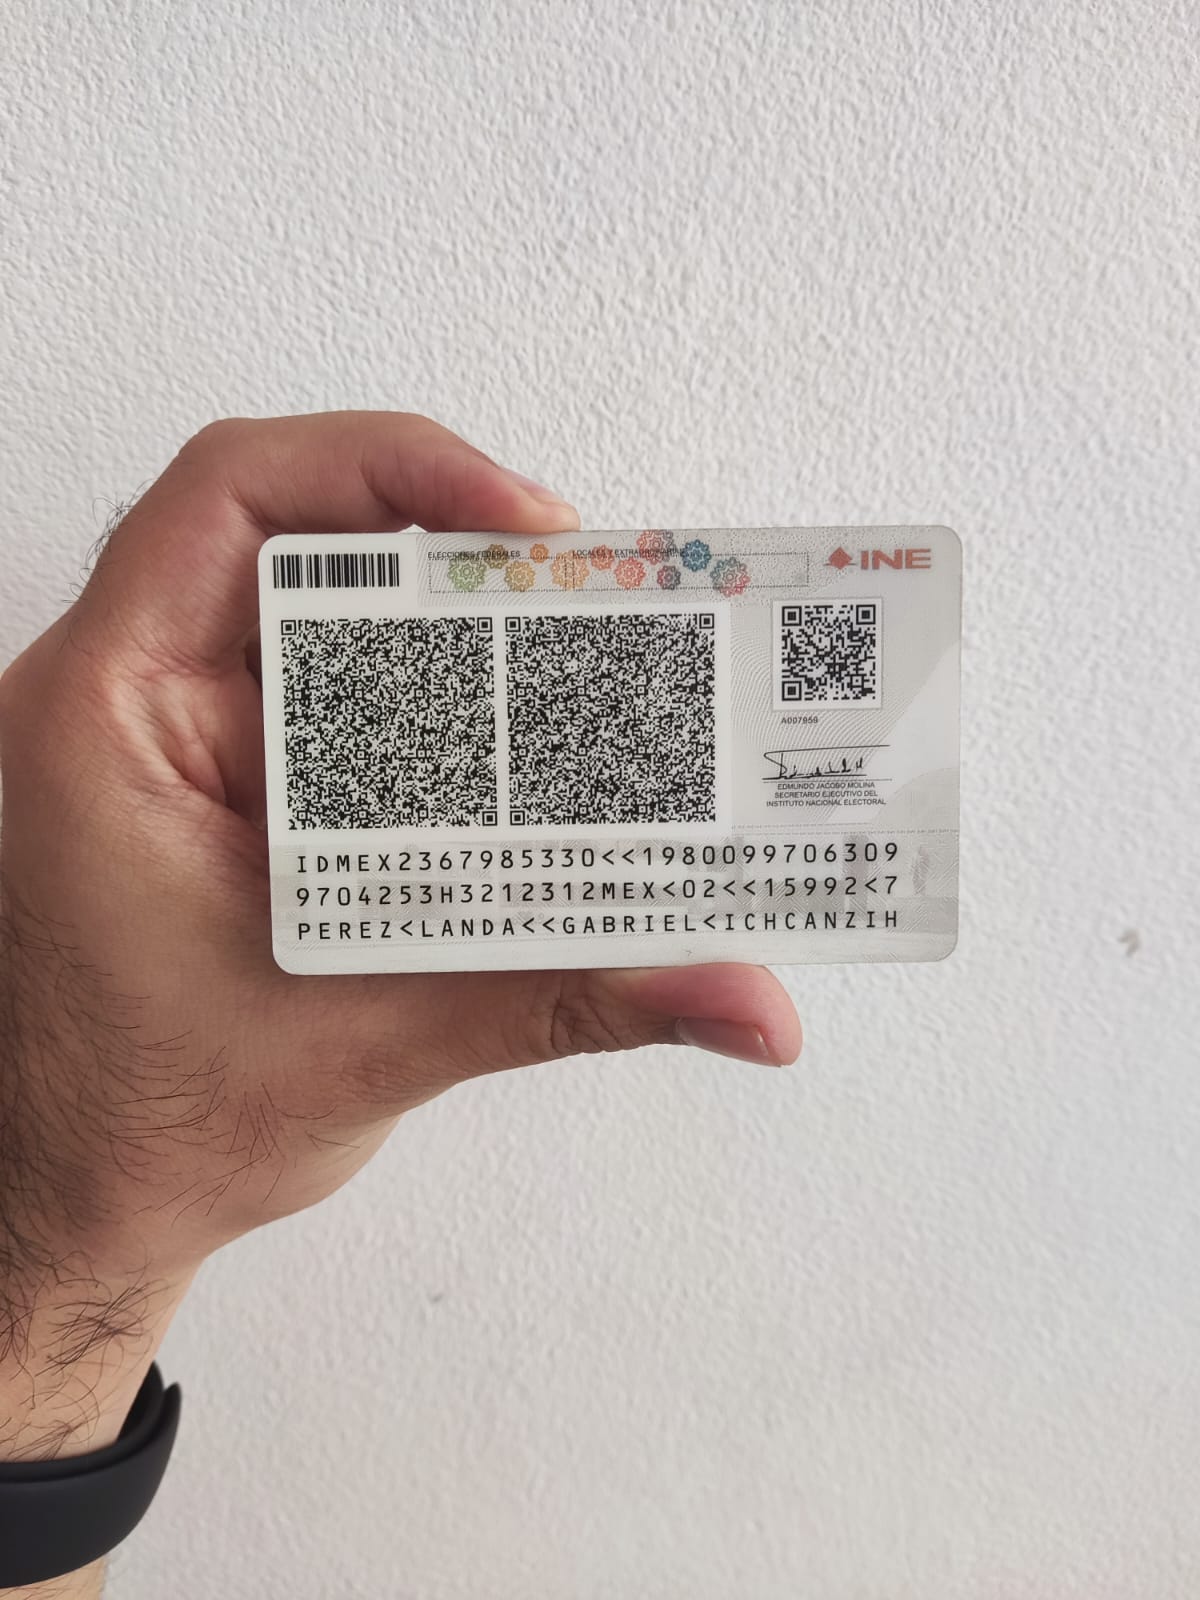 ELECCIONES FEDERALES
LOCALES Y EXTRAORDINARIAS
INE
A007959
EDMUNDO JACOBO MOLINA
SECRETARIO EJECUTIVO DEL
INSTITUTO NACIONAL ELECTORAL
IDMEX2367985330<<1980099706309
9704253H3212312MEX<02<<15992<7
PEREZ<LANDA<<GABRIEL<ICHCANZIH